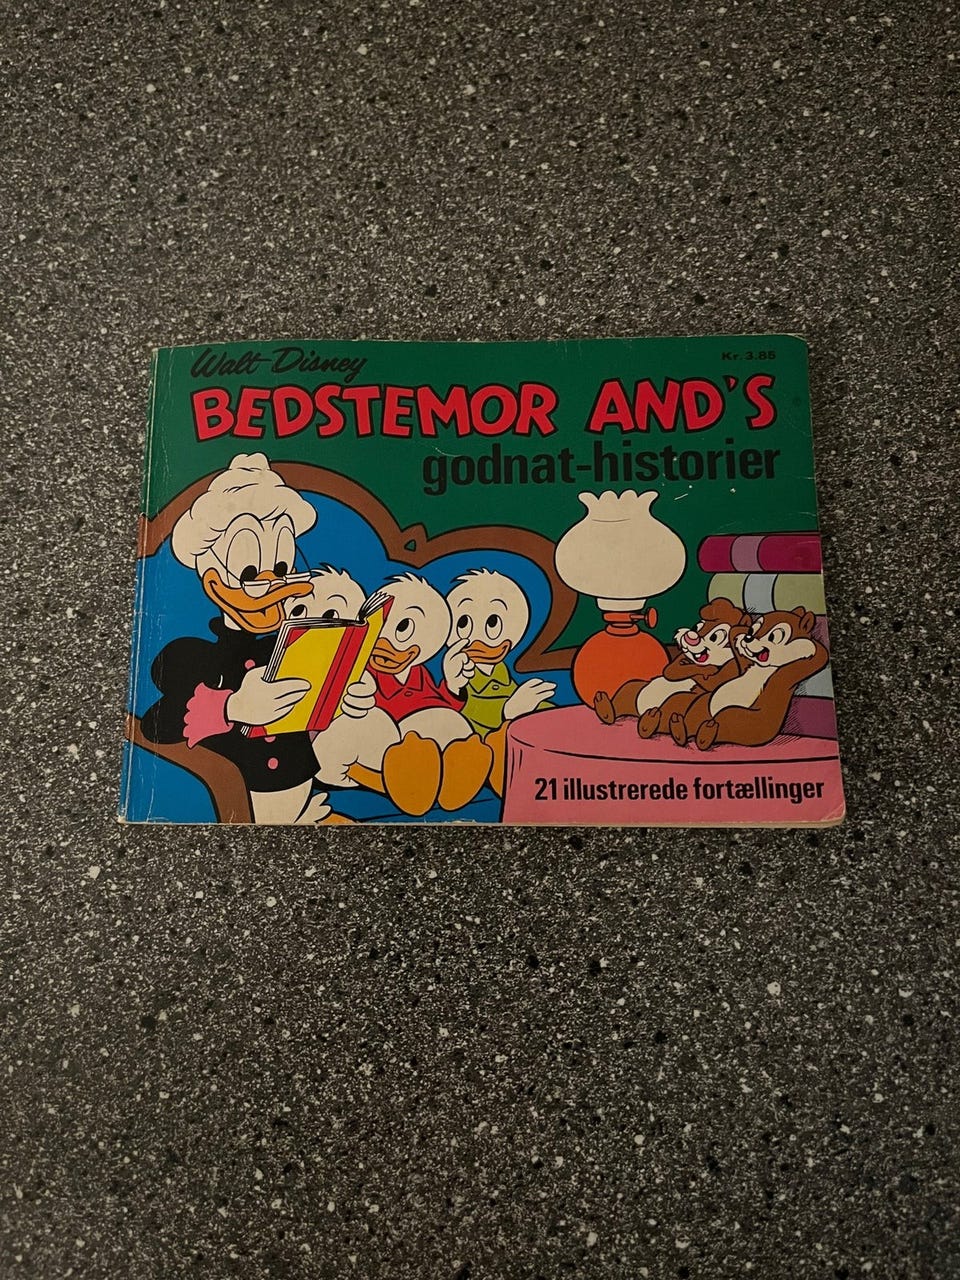 Walt Disney
Kr. 3.85
BEDSTEMOR AND'S
godnat-historier
21 illustrerede fortællinger